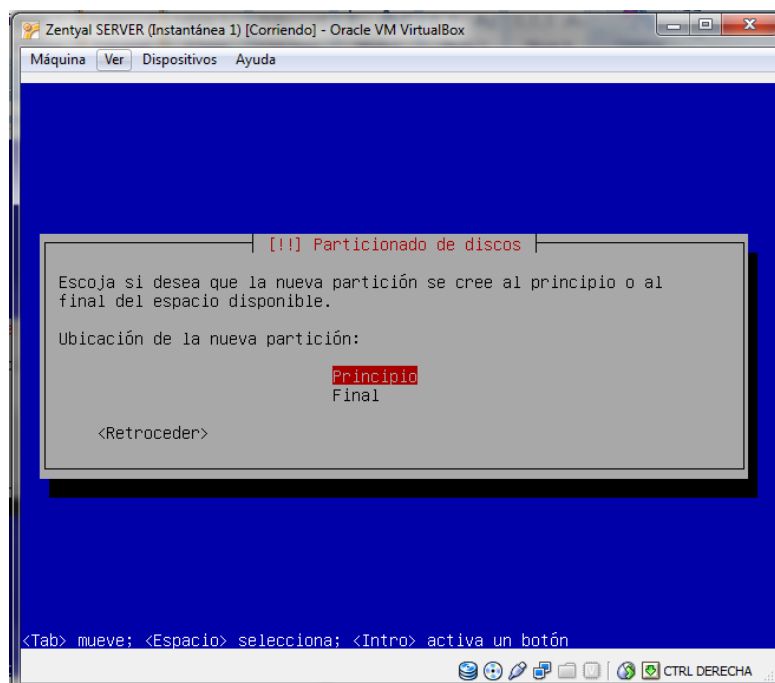 Zentyal SERVER (Instantánea 1) [Corriendo] - Oracle VM VirtualBox
Máquina Ver Dispositivos Ayuda
[!!] Particionado de discos
Escoja si desea que la nueva partición se cree al principio o al
final del espacio disponible.
Ubicación de la nueva partición:
Principio
Final
<Retroceder>
<Tab> mueve; <Espacio> selecciona; <Intro> activa un botón
CTRL DERECHA